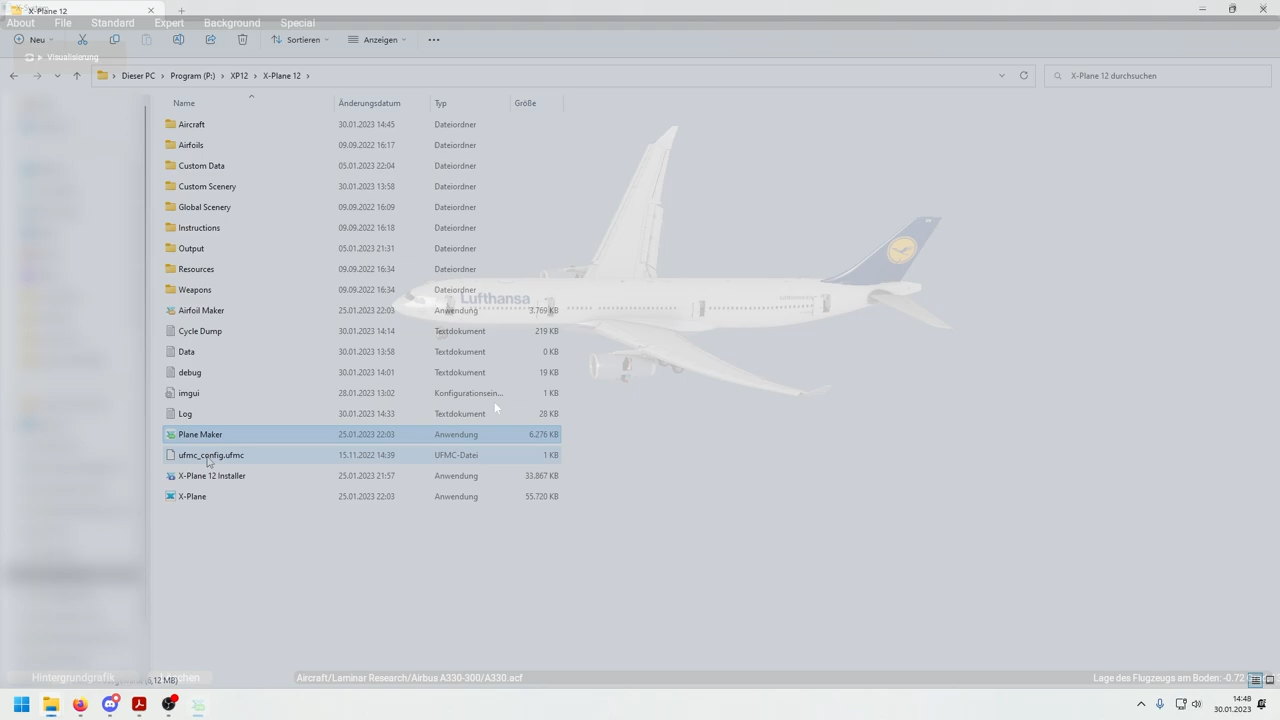 X-Plane 12
About File Standard Expert Background Special
Neu Sortieren Anzeigen
Visualisierung
Dieser PC Program (P:) XP12 X-Plane 12 X-Plane 12 durchsuchen
Name Änderungsdatum Typ Größe
Aircraft 30.01.2023 14:45 Dateiordner
Airfoils 09.09.2022 16:17 Dateiordner
Custom Data 05.01.2023 22:04 Dateiordner
Custom Scenery 30.01.2023 13:58 Dateiordner
Global Scenery 09.09.2022 16:09 Dateiordner
Instructions 09.09.2022 16:18 Dateiordner
Output 05.01.2023 21:31 Dateiordner
Resources 09.09.2022 16:34 Dateiordner
Weapons 09.09.2022 16:34 Dateiordner
Lufthansa
Airfoil Maker 25.01.2023 22:03 Anwendung 3.769 KB
Cycle Dump 30.01.2023 14:14 Textdokument 219 KB
Data 30.01.2023 13:58 Textdokument 0 KB
debug 30.01.2023 14:01 Textdokument 19 KB
imgui 28.01.2023 13:02 Konfigurationsein... 1 KB
Log 30.01.2023 14:33 Textdokument 28 KB
Plane Maker 25.01.2023 22:03 Anwendung 6.276 KB
ufmc_config.ufmc 15.11.2022 14:39 UFMC-Datei 1 KB
X-Plane 12 Installer 25.01.2023 21:57 Anwendung 33.867 KB
X-Plane 25.01.2023 22:03 Anwendung 55.720 KB
Hintergrundgrafik Aircraft/Laminar Research/Airbus A330-300/A330.acf Lage des Flugzeugs am Boden: -0.72
14:48
30.01.2023